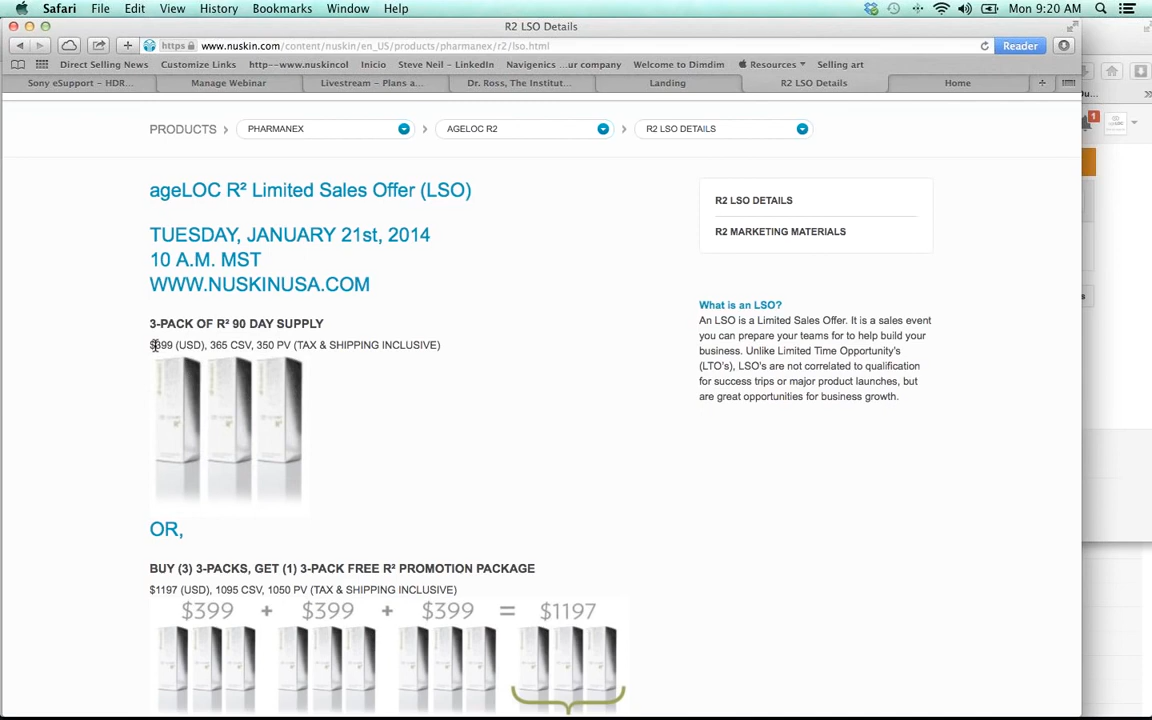 Safari File Edit View History Bookmarks Window Help Mon 9:20 AM
R2 LSO Details
https www.nuskin.com/content/nuskin/en_US/products/pharmanex/r2/lso.html Reader
Direct Selling News Customize Links http--www.nuskincol Inicio Steve Neil – LinkedIn Navigenics ...ur company Welcome to Dimdim Resources Selling art
Sony eSupport – HDR... Manage Webinar Livestream – Plans a... Dr. Ross, The Institut... Landing R2 LSO Details Home
PRODUCTS > PHARMANEX > AGELOC R2 > R2 LSO DETAILS
ageLOC R² Limited Sales Offer (LSO)
TUESDAY, JANUARY 21st, 2014
10 A.M. MST
WWW.NUSKINUSA.COM
3-PACK OF R² 90 DAY SUPPLY
$399 (USD), 365 CSV, 350 PV (TAX & SHIPPING INCLUSIVE)
OR,
BUY (3) 3-PACKS, GET (1) 3-PACK FREE R² PROMOTION PACKAGE
$1197 (USD), 1095 CSV, 1050 PV (TAX & SHIPPING INCLUSIVE)
$399 + $399 + $399 = $1197
R2 LSO DETAILS
R2 MARKETING MATERIALS
What is an LSO?
An LSO is a Limited Sales Offer. It is a sales event
you can prepare your teams for to help build your
business. Unlike Limited Time Opportunity's
(LTO's), LSO's are not correlated to qualification
for success trips or major product launches, but
are great opportunities for business growth.
1